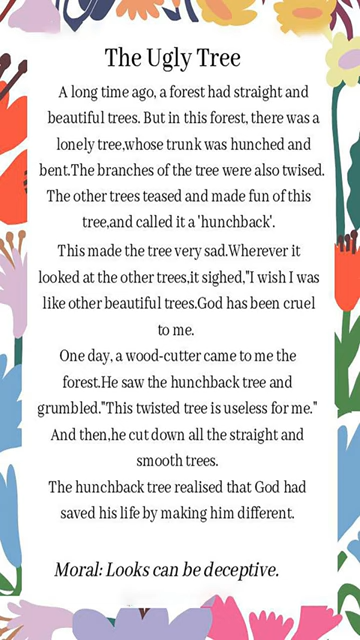 The Ugly Tree
A long time ago, a forest had straight and
beautiful trees. But in this forest, there was a
lonely tree,whose trunk was hunched and
bent.The branches of the tree were also twised.
The other trees teased and made fun of this
tree,and called it a 'hunchback'.
This made the tree very sad.Wherever it
looked at the other trees,it sighed,"I wish I was
like other beautiful trees.God has been cruel
to me.
One day, a wood-cutter came to me the
forest.He saw the hunchback tree and
grumbled."This twisted tree is useless for me."
And then,he cut down all the straight and
smooth trees.
The hunchback tree realised that God had
saved his life by making him different.
Moral: Looks can be deceptive.